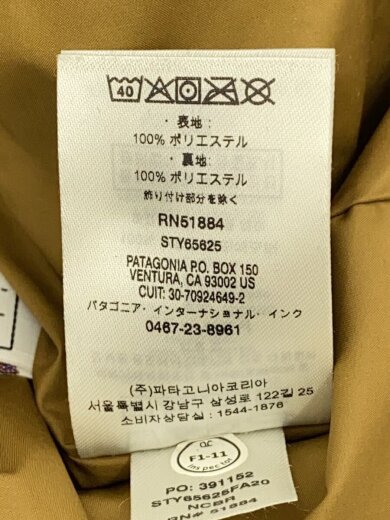 40
・表地：
100% ポリエステル
・裏地：
100% ポリエステル
飾り付け部分を除く
RN51884
STY65625
PATAGONIA P.O. BOX 150
VENTURA, CA 93002 US
CUIT: 30-70924649-2
パタゴニア・インターナショナル・インク
0467-23-8961
(주)파타고니아코리아
서울특별시 강남구 삼성로 122길 25
소비자상담실 : 1544-1876
QC
F1-11
Inspected
PO: 391152
STY65625FA20
NCBR
RN# 51884